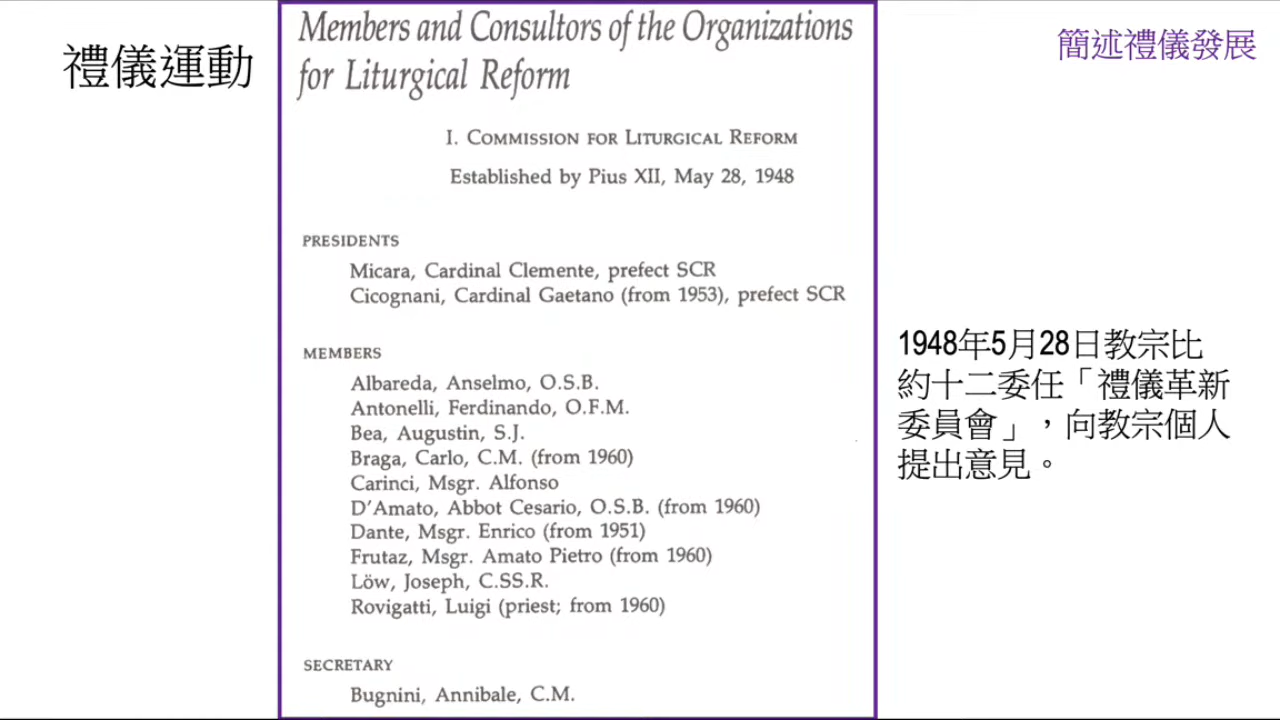 禮儀運動
簡述禮儀發展
Members and Consultors of the Organizations
for Liturgical Reform
I. COMMISSION FOR LITURGICAL REFORM
Established by Pius XII, May 28, 1948
PRESIDENTS
Micara, Cardinal Clemente, prefect SCR
Cicognani, Cardinal Gaetano (from 1953), prefect SCR
MEMBERS
Albareda, Anselmo, O.S.B.
Antonelli, Ferdinando, O.F.M.
Bea, Augustin, S.J.
Braga, Carlo, C.M. (from 1960)
Carinci, Msgr. Alfonso
D'Amato, Abbot Cesario, O.S.B. (from 1960)
Dante, Msgr. Enrico (from 1951)
Frutaz, Msgr. Amato Pietro (from 1960)
Löw, Joseph, C.SS.R.
Rovigatti, Luigi (priest; from 1960)
SECRETARY
Bugnini, Annibale, C.M.
1948年5月28日教宗比
約十二委任「禮儀革新
委員會」，向教宗個人
提出意見。